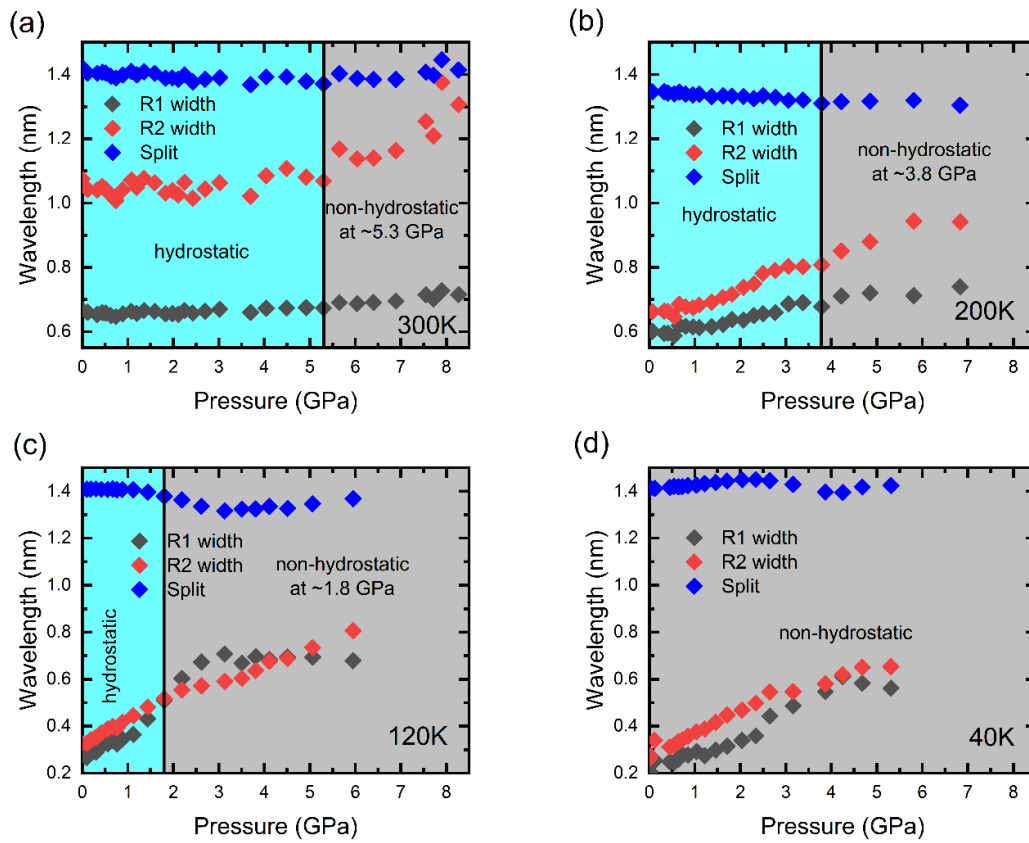 (a)
Wavelength (nm)
1.4
1.2
1.0
0.8
0.6
R1 width
R2 width
Split
hydrostatic
non-hydrostatic
at ~5.3 GPa
300K
0 1 2 3 4 5 6 7 8
Pressure (GPa)
(b)
Wavelength (nm)
1.4
1.2
1.0
0.8
0.6
R1 width
R2 width
Split
hydrostatic
non-hydrostatic
at ~3.8 GPa
200K
0 1 2 3 4 5 6 7 8
Pressure (GPa)
(c)
Wavelength (nm)
1.4
1.2
1.0
0.8
0.6
0.4
0.2
R1 width
R2 width
Split
hydrostatic
non-hydrostatic
at ~1.8 GPa
120K
0 1 2 3 4 5 6 7 8
Pressure (GPa)
(d)
Wavelength (nm)
1.4
1.2
1.0
0.8
0.6
0.4
0.2
R1 width
R2 width
Split
non-hydrostatic
40K
0 1 2 3 4 5 6 7 8
Pressure (GPa)